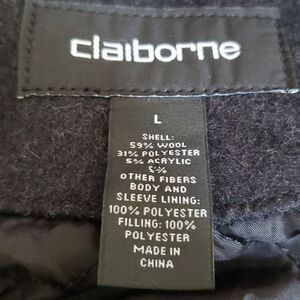 claiborne
L
SHELL:
59% WOOL
31% POLYESTER
5% ACRYLIC
5%
OTHER FIBERS
BODY AND
SLEEVE LINING:
100% POLYESTER
FILLING: 100%
POLYESTER
MADE IN
CHINA